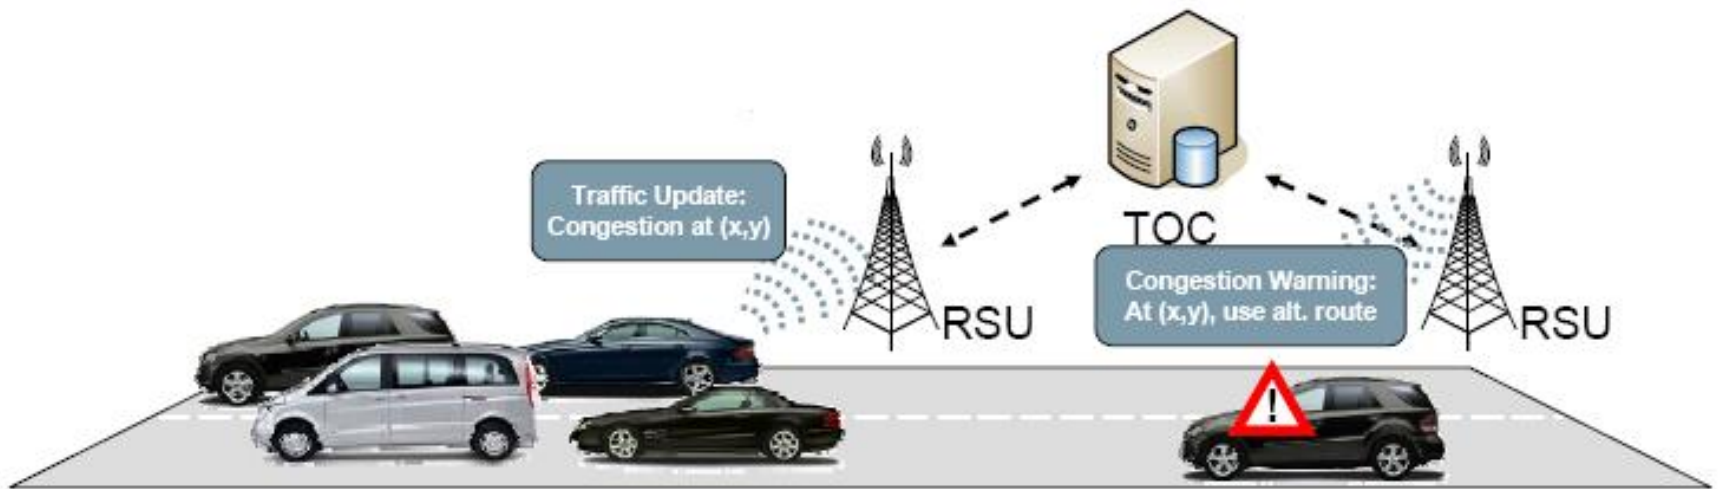 Traffic Update:
Congestion at (x,y)
RSU
TOC
Congestion Warning:
At (x,y), use alt. route
RSU
!